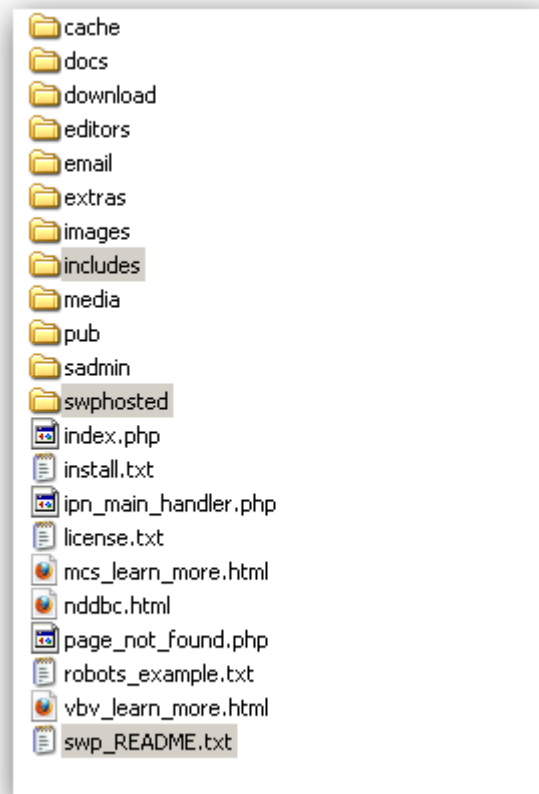 cache
docs
download
editors
email
extras
images
includes
media
pub
sadmin
swphosted
index.php
install.txt
ipn_main_handler.php
license.txt
mcs_learn_more.html
nddbc.html
page_not_found.php
robots_example.txt
vbv_learn_more.html
swp_README.txt